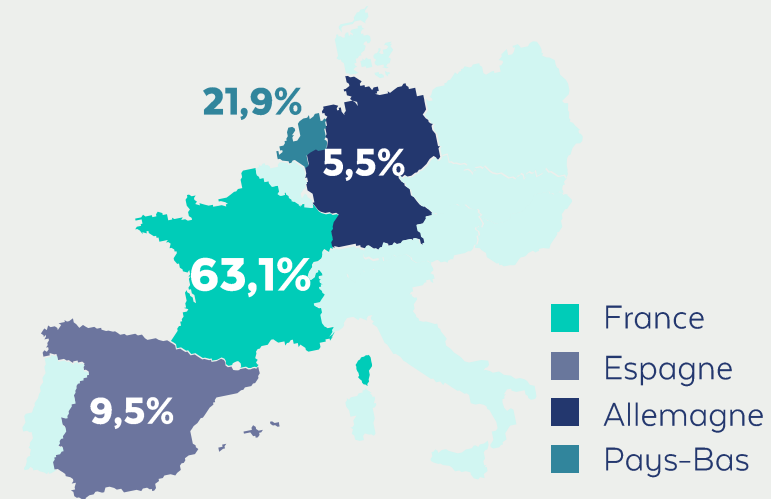 21,9%
5,5%
63,1%
9,5%
France
Espagne
Allemagne
Pays-Bas